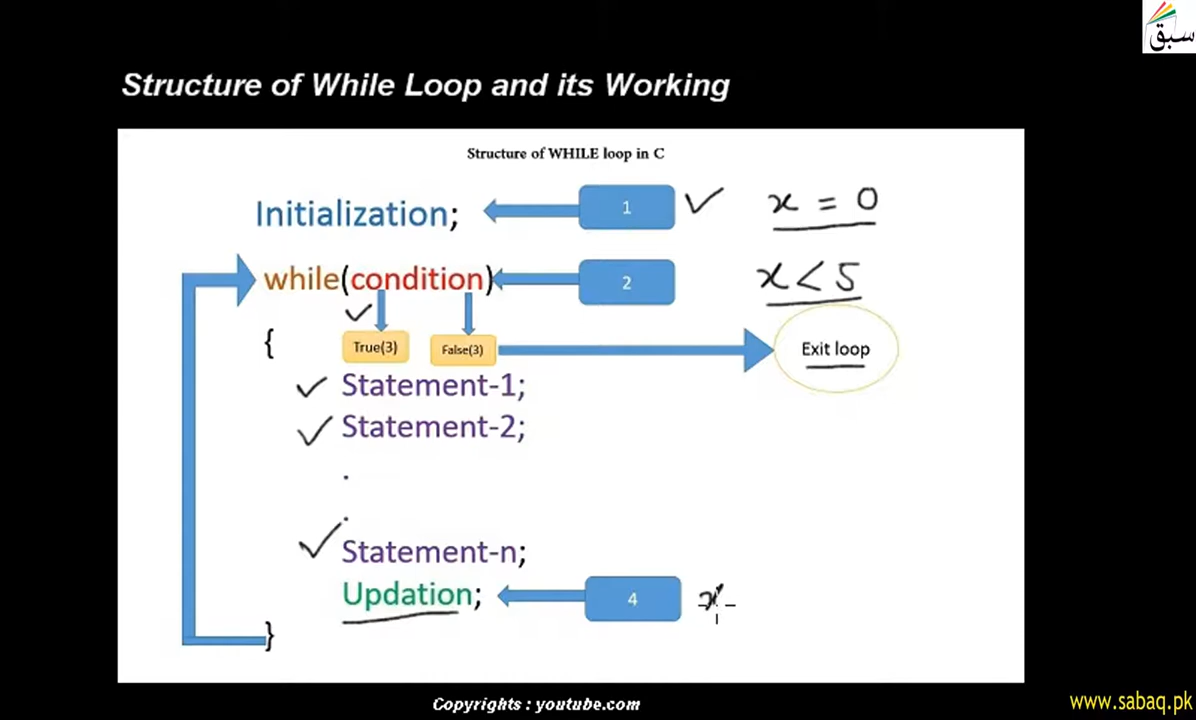 سبق
Structure of While Loop and its Working
Structure of WHILE loop in C
Initialization; 1 x = 0
while(condition) 2 x < 5
{ True(3) False(3) Exit loop
Statement-1;
Statement-2;
.
.
Statement-n;
Updation; 4 x
}
Copyrights : youtube.com
www.sabaq.pk